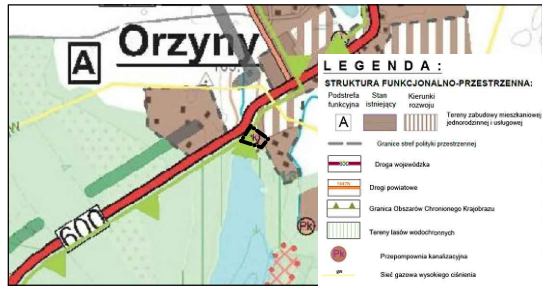 Orzyny
A
600
Pk
L E G E N D A :
STRUKTURA FUNKCJONALNO-PRZESTRZENNA:
Podstrefa funkcyjna
Stan istniejący
Kierunki rozwoju
A
Tereny zabudowy mieszkaniowej
jednorodzinnej i usługowej
Granice stref polityki przestrzennej
Droga wojewódzka
Drogi powiatowe
Granica Obszarów Chronionego Krajobrazu
Tereny lasów wodochronnych
Pk
Przepompownia kanalizacyjna
Sieć gazowa wysokiego ciśnienia